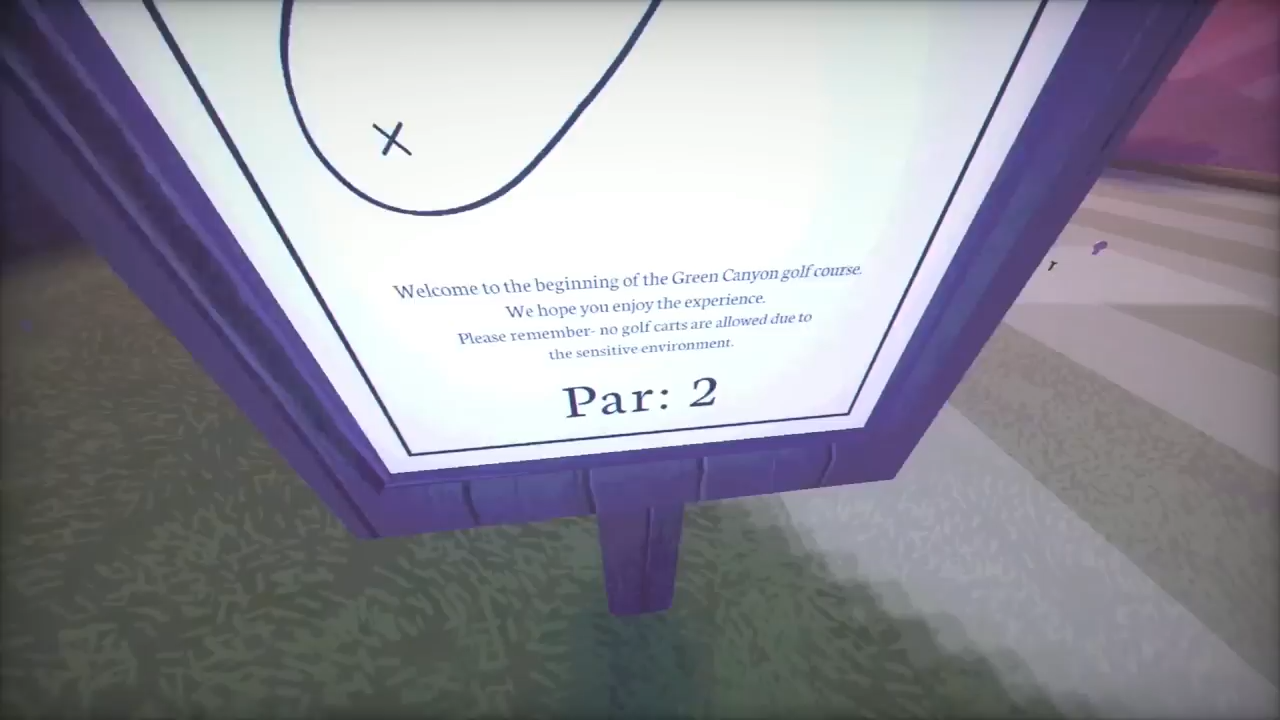 Welcome to the beginning of the Green Canyon golf course.
We hope you enjoy the experience.
Please remember- no golf carts are allowed due to
the sensitive environment.
Par: 2